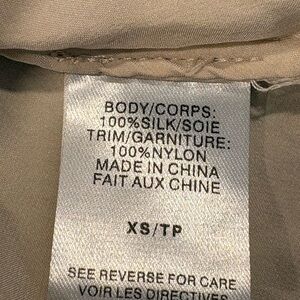 BODY/CORPS:
100%SILK/SOIE
TRIM/GARNITURE:
100%NYLON
MADE IN CHINA
FAIT AUX CHINE
XS/TP
SEE REVERSE FOR CARE
VOIR LES DIRECTIVES